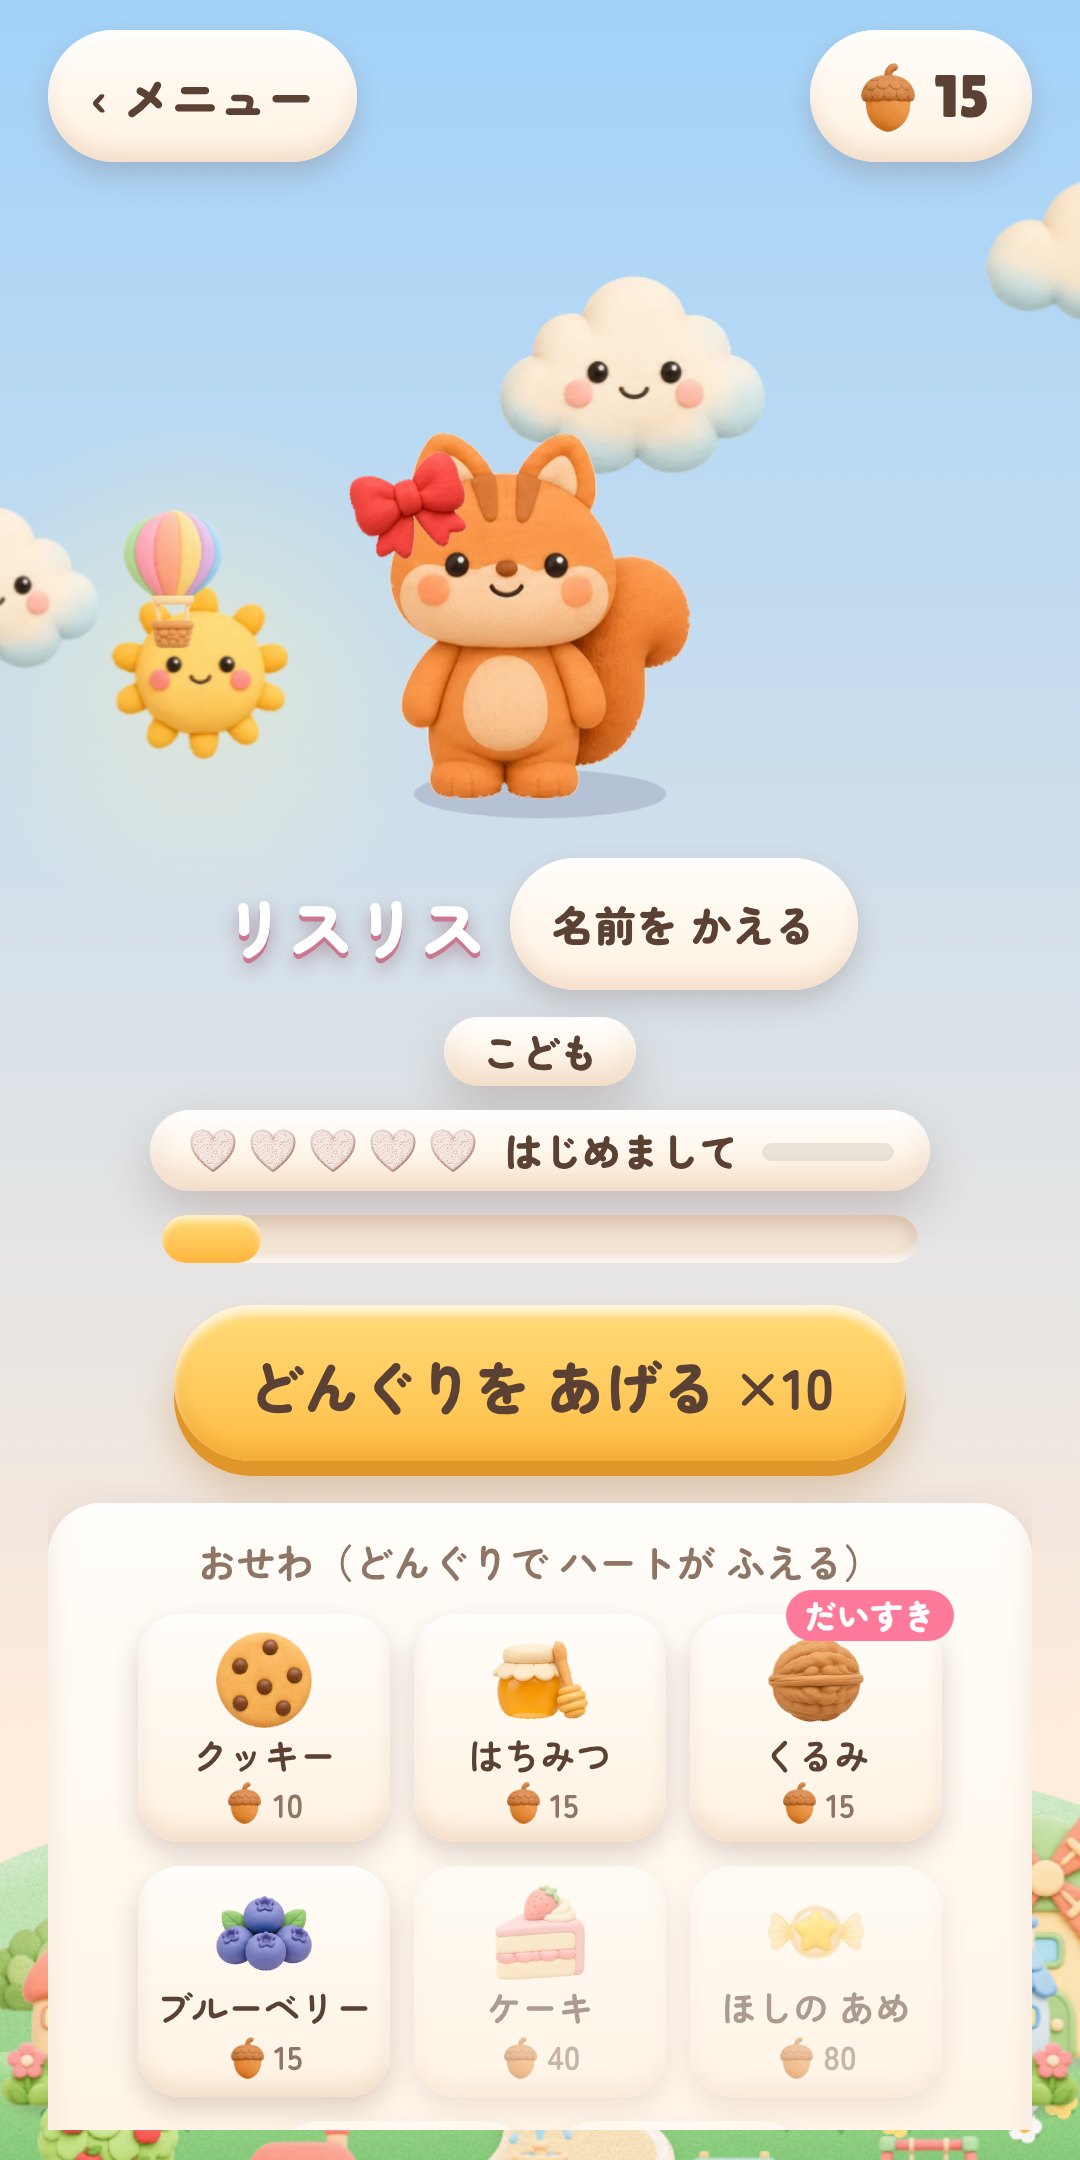 ‹ メニュー
15
リスリス
名前を かえる
こども
はじめまして
どんぐりを あげる ×10
おせわ（どんぐりで ハートが ふえる）
だいすき
クッキー
10
はちみつ
15
くるみ
15
ブルーベリー
15
ケーキ
40
ほしの あめ
80